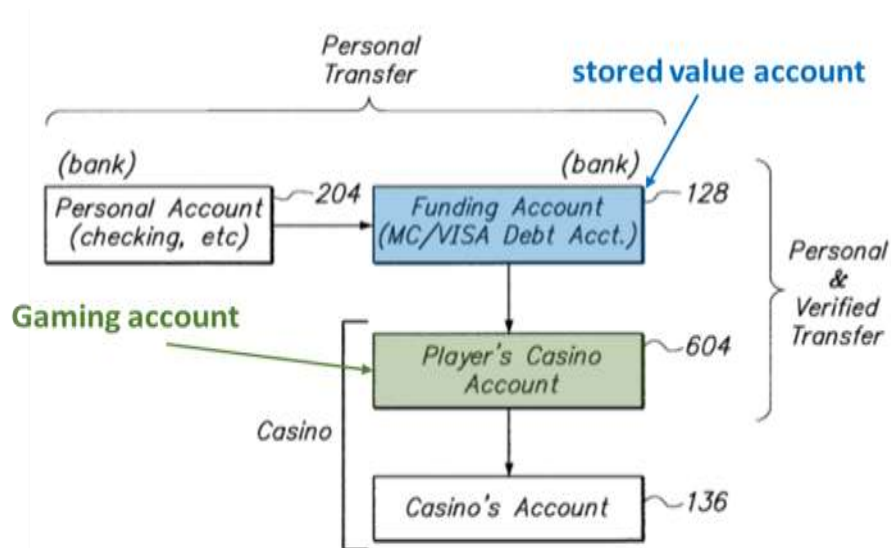 Personal
Transfer
stored value account
(bank)
(bank)
204
128
Personal Account
(checking, etc)
Funding Account
(MC/VISA Debt Acct.)
Personal
&
Verified
Transfer
Gaming account
604
Player's Casino
Account
Casino
136
Casino's Account